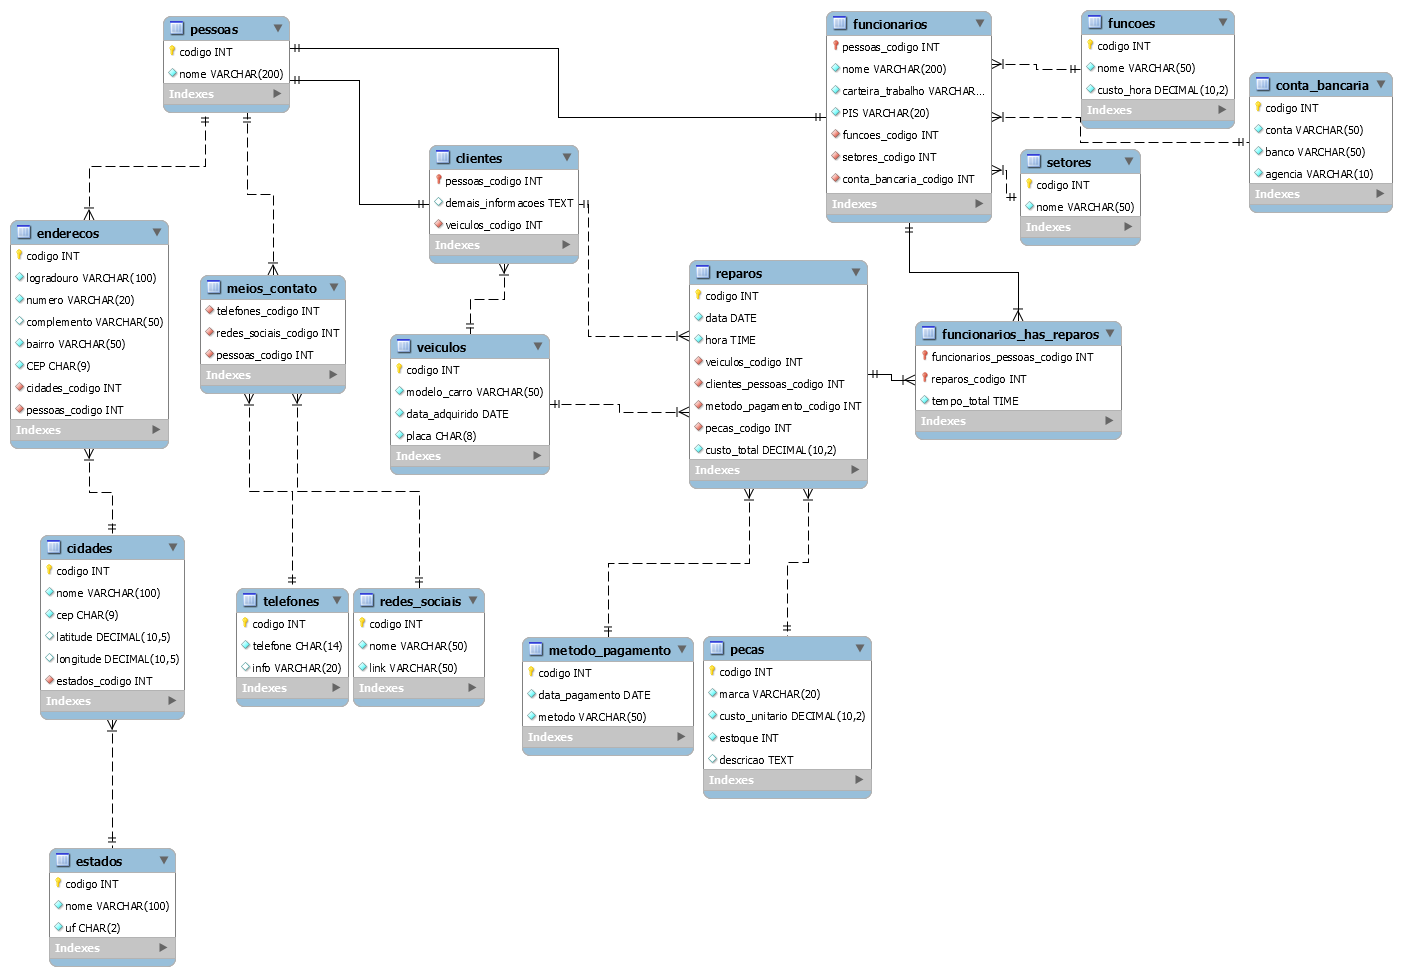 pessoas
codigo INT
nome VARCHAR(200)
Indexes
funcionarios
pessoas_codigo INT
nome VARCHAR(200)
carteira_trabalho VARCHAR...
PIS VARCHAR(20)
funcoes_codigo INT
setores_codigo INT
conta_bancaria_codigo INT
Indexes
funcoes
codigo INT
nome VARCHAR(50)
custo_hora DECIMAL(10,2)
Indexes
conta_bancaria
codigo INT
conta VARCHAR(50)
banco VARCHAR(50)
agencia VARCHAR(10)
Indexes
setores
codigo INT
nome VARCHAR(50)
Indexes
clientes
pessoas_codigo INT
demais_informacoes TEXT
veiculos_codigo INT
Indexes
enderecos
codigo INT
logradouro VARCHAR(100)
numero VARCHAR(20)
complemento VARCHAR(50)
bairro VARCHAR(50)
CEP CHAR(9)
cidades_codigo INT
pessoas_codigo INT
Indexes
meios_contato
telefones_codigo INT
redes_sociais_codigo INT
pessoas_codigo INT
Indexes
veiculos
codigo INT
modelo_carro VARCHAR(50)
data_adquirido DATE
placa CHAR(8)
Indexes
reparos
codigo INT
data DATE
hora TIME
veiculos_codigo INT
clientes_pessoas_codigo INT
metodo_pagamento_codigo INT
pecas_codigo INT
custo_total DECIMAL(10,2)
Indexes
funcionarios_has_reparos
funcionarios_pessoas_codigo INT
reparos_codigo INT
tempo_total TIME
Indexes
cidades
codigo INT
nome VARCHAR(100)
cep CHAR(9)
latitude DECIMAL(10,5)
longitude DECIMAL(10,5)
estados_codigo INT
Indexes
telefones
codigo INT
telefone CHAR(14)
info VARCHAR(20)
Indexes
redes_sociais
codigo INT
nome VARCHAR(50)
link VARCHAR(50)
Indexes
metodo_pagamento
codigo INT
data_pagamento DATE
metodo VARCHAR(50)
Indexes
pecas
codigo INT
marca VARCHAR(20)
custo_unitario DECIMAL(10,2)
estoque INT
descricao TEXT
Indexes
estados
codigo INT
nome VARCHAR(100)
uf CHAR(2)
Indexes